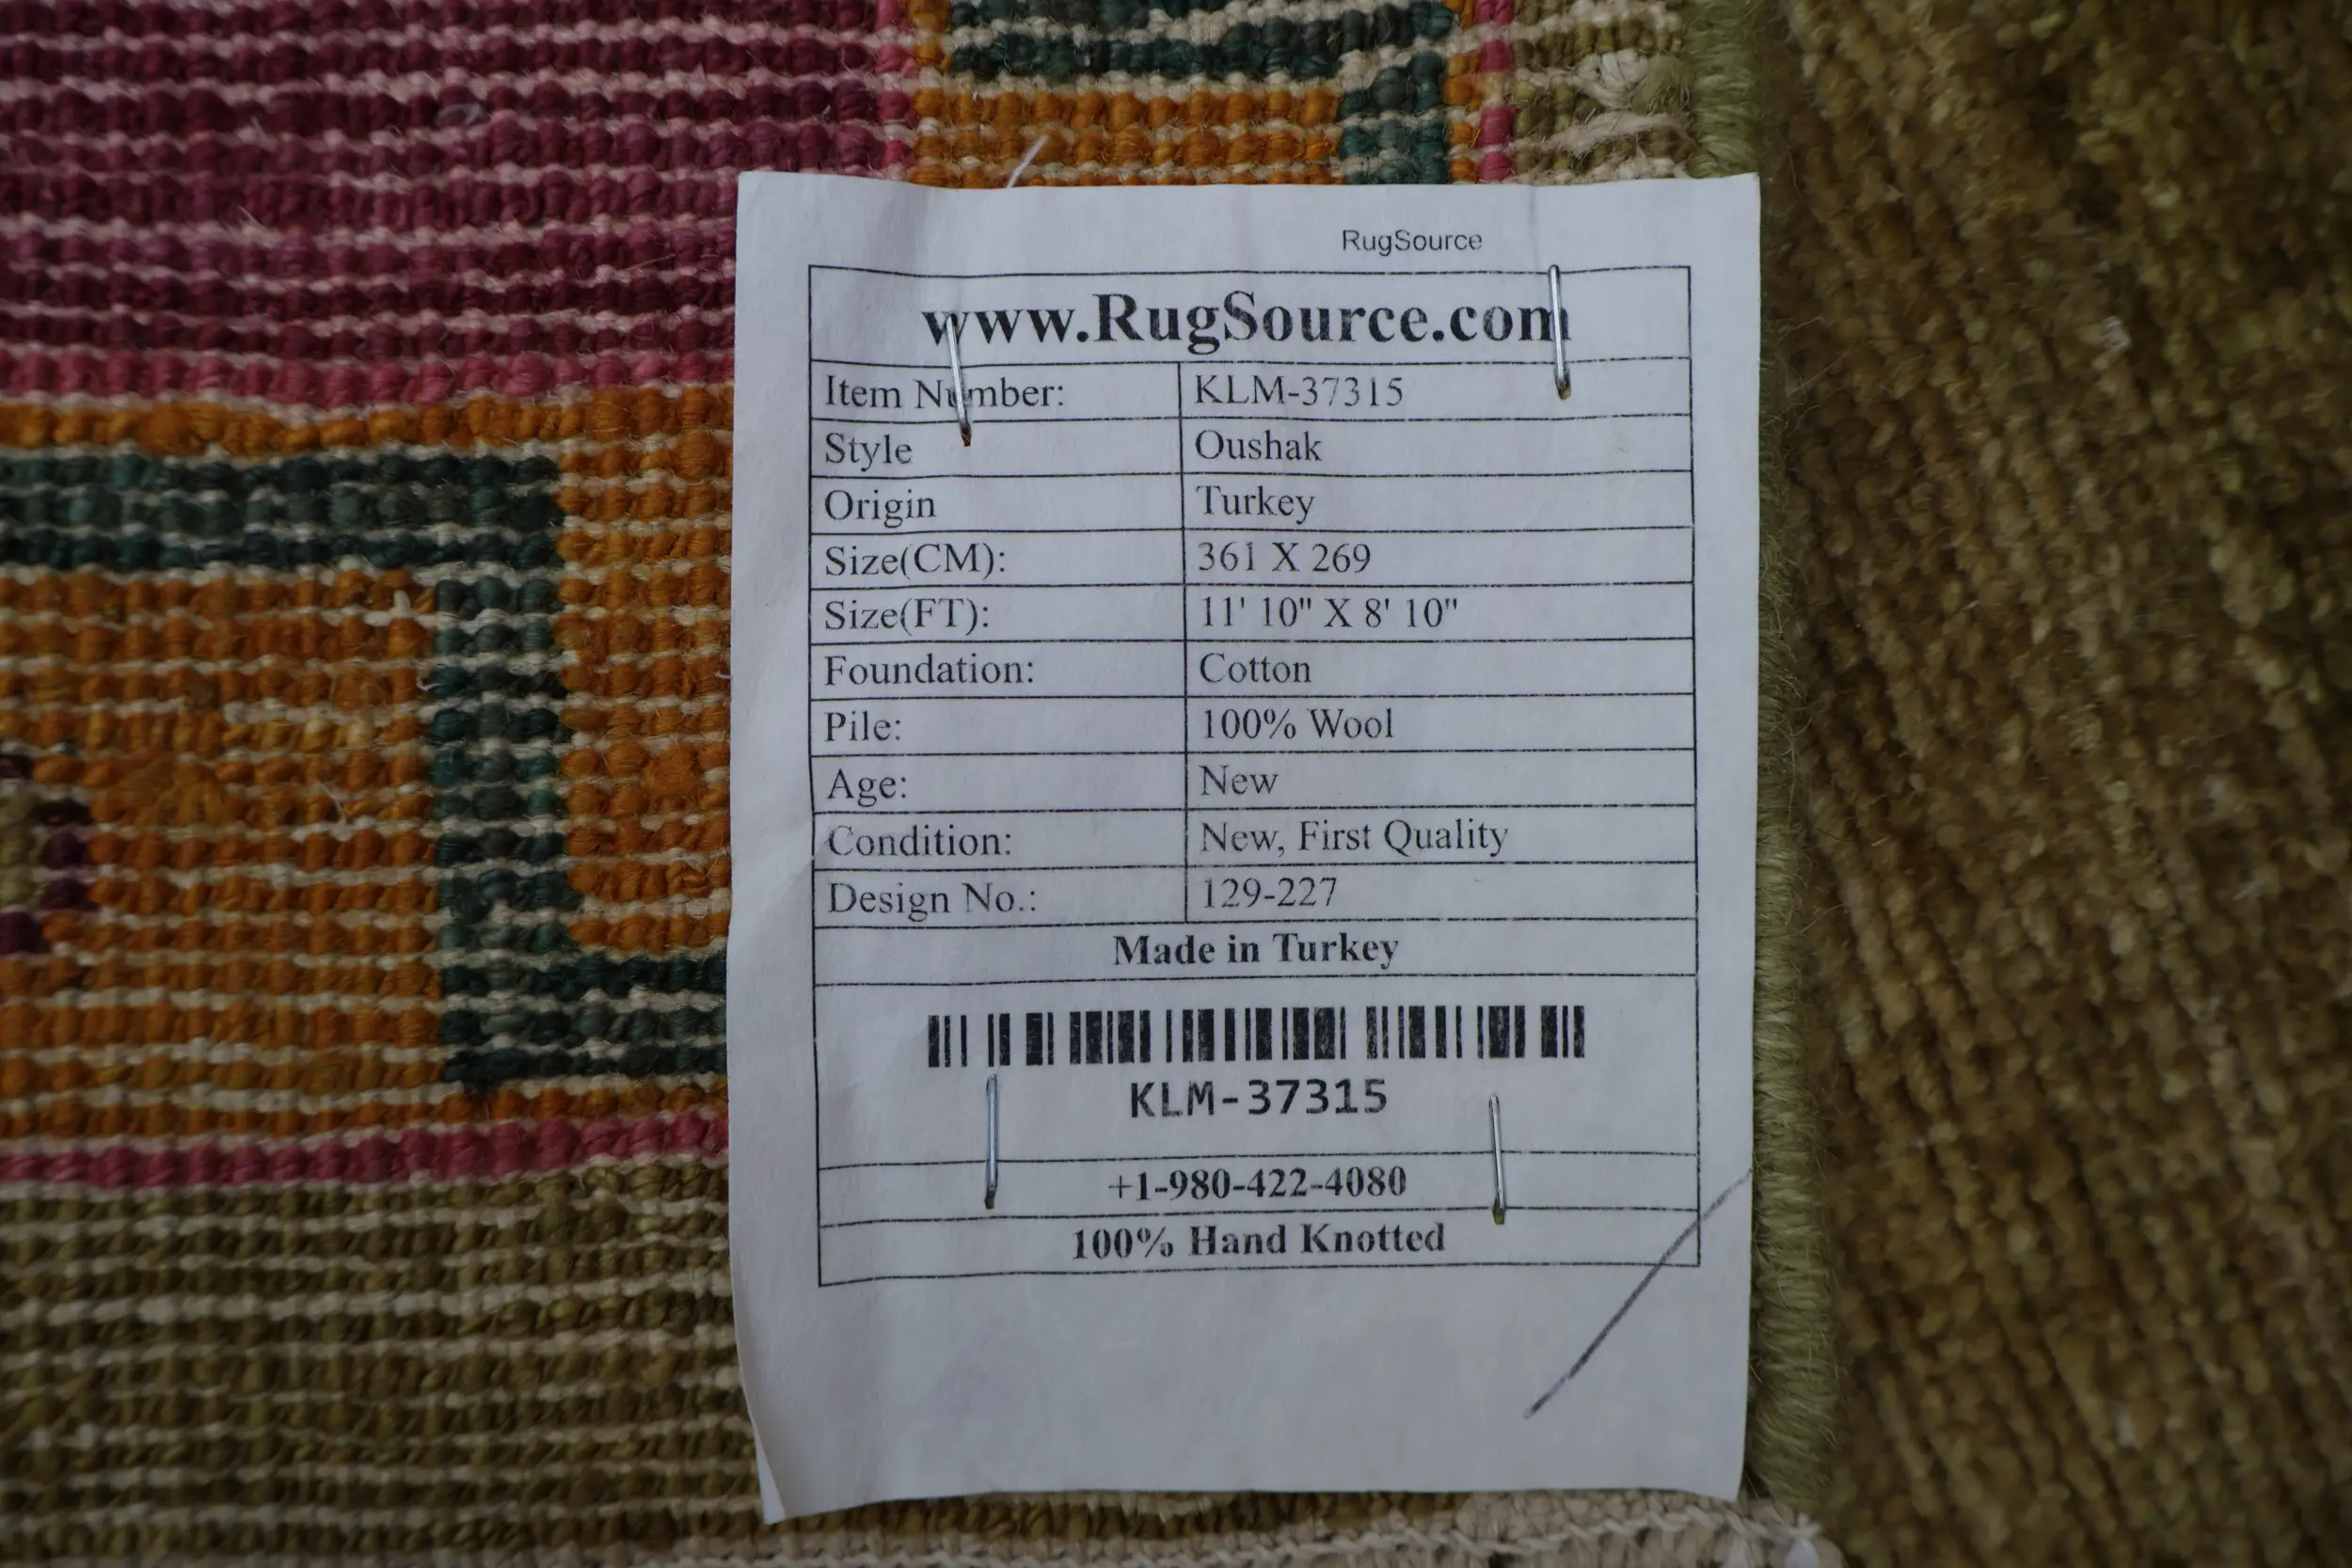 RugSource
www.RugSource.com
Item Number: KLM-37315
Style Oushak
Origin Turkey
Size(CM): 361 X 269
Size(FT): 11' 10" X 8' 10"
Foundation: Cotton
Pile: 100% Wool
Age: New
Condition: New, First Quality
Design No.: 129-227
Made in Turkey
KLM-37315
+1-980-422-4080
100% Hand Knotted